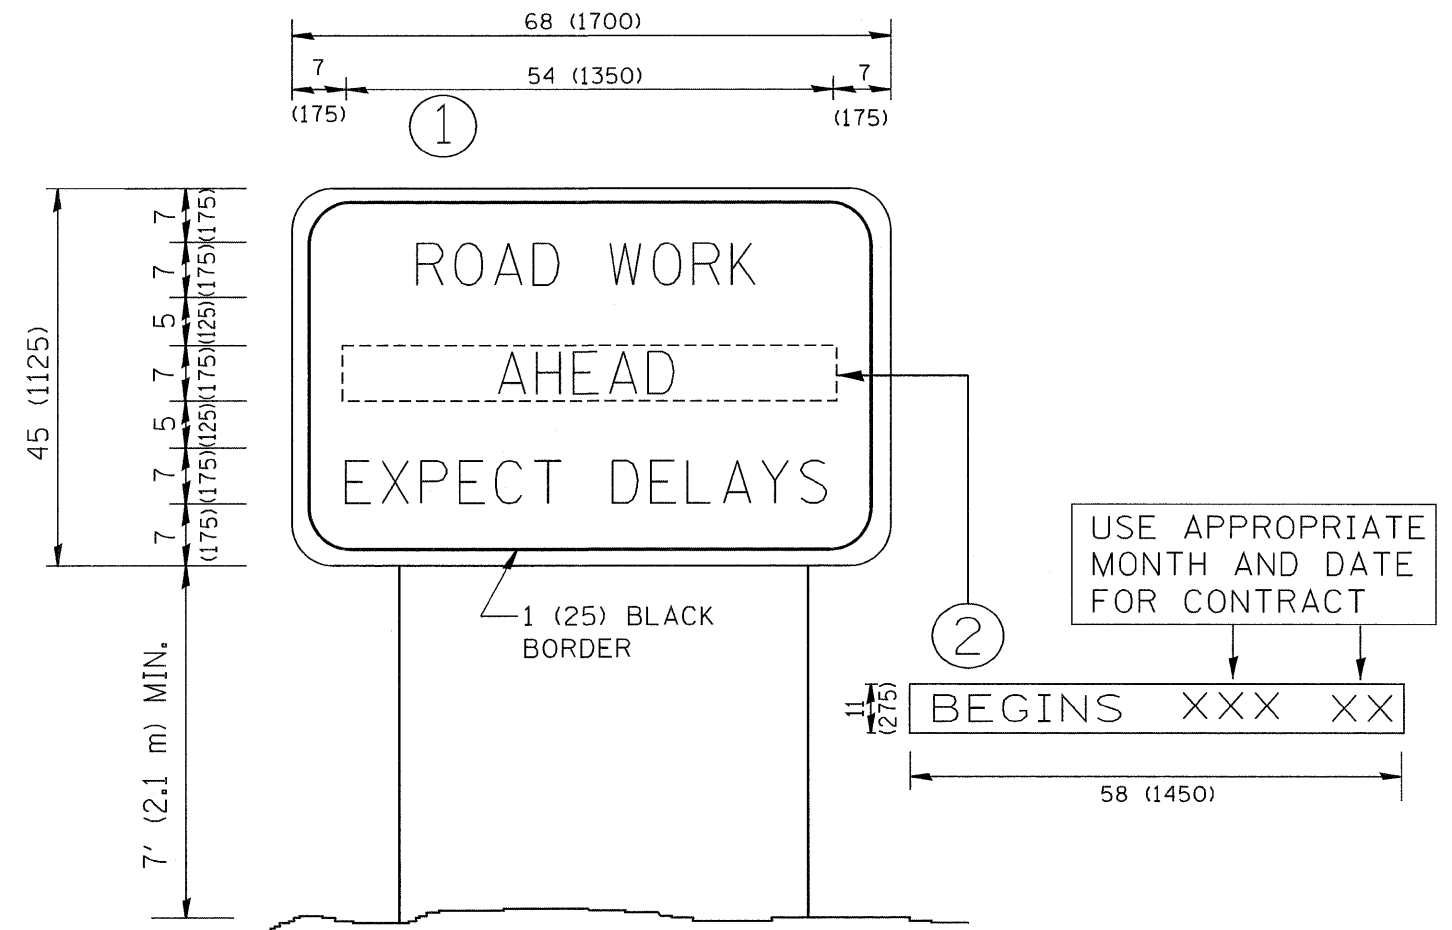 68 (1700)
7 54 (1350) 7
(175) (175)
1
45 (1125)
7 (175)
7 (175)
5 (125)
7 (175)
5 (125)
7 (175)
7 (175)
ROAD WORK
AHEAD
EXPECT DELAYS
1 (25) BLACK
BORDER
7' (2.1 m) MIN.
2
USE APPROPRIATE
MONTH AND DATE
FOR CONTRACT
11
(275)
BEGINS XXX XX
58 (1450)